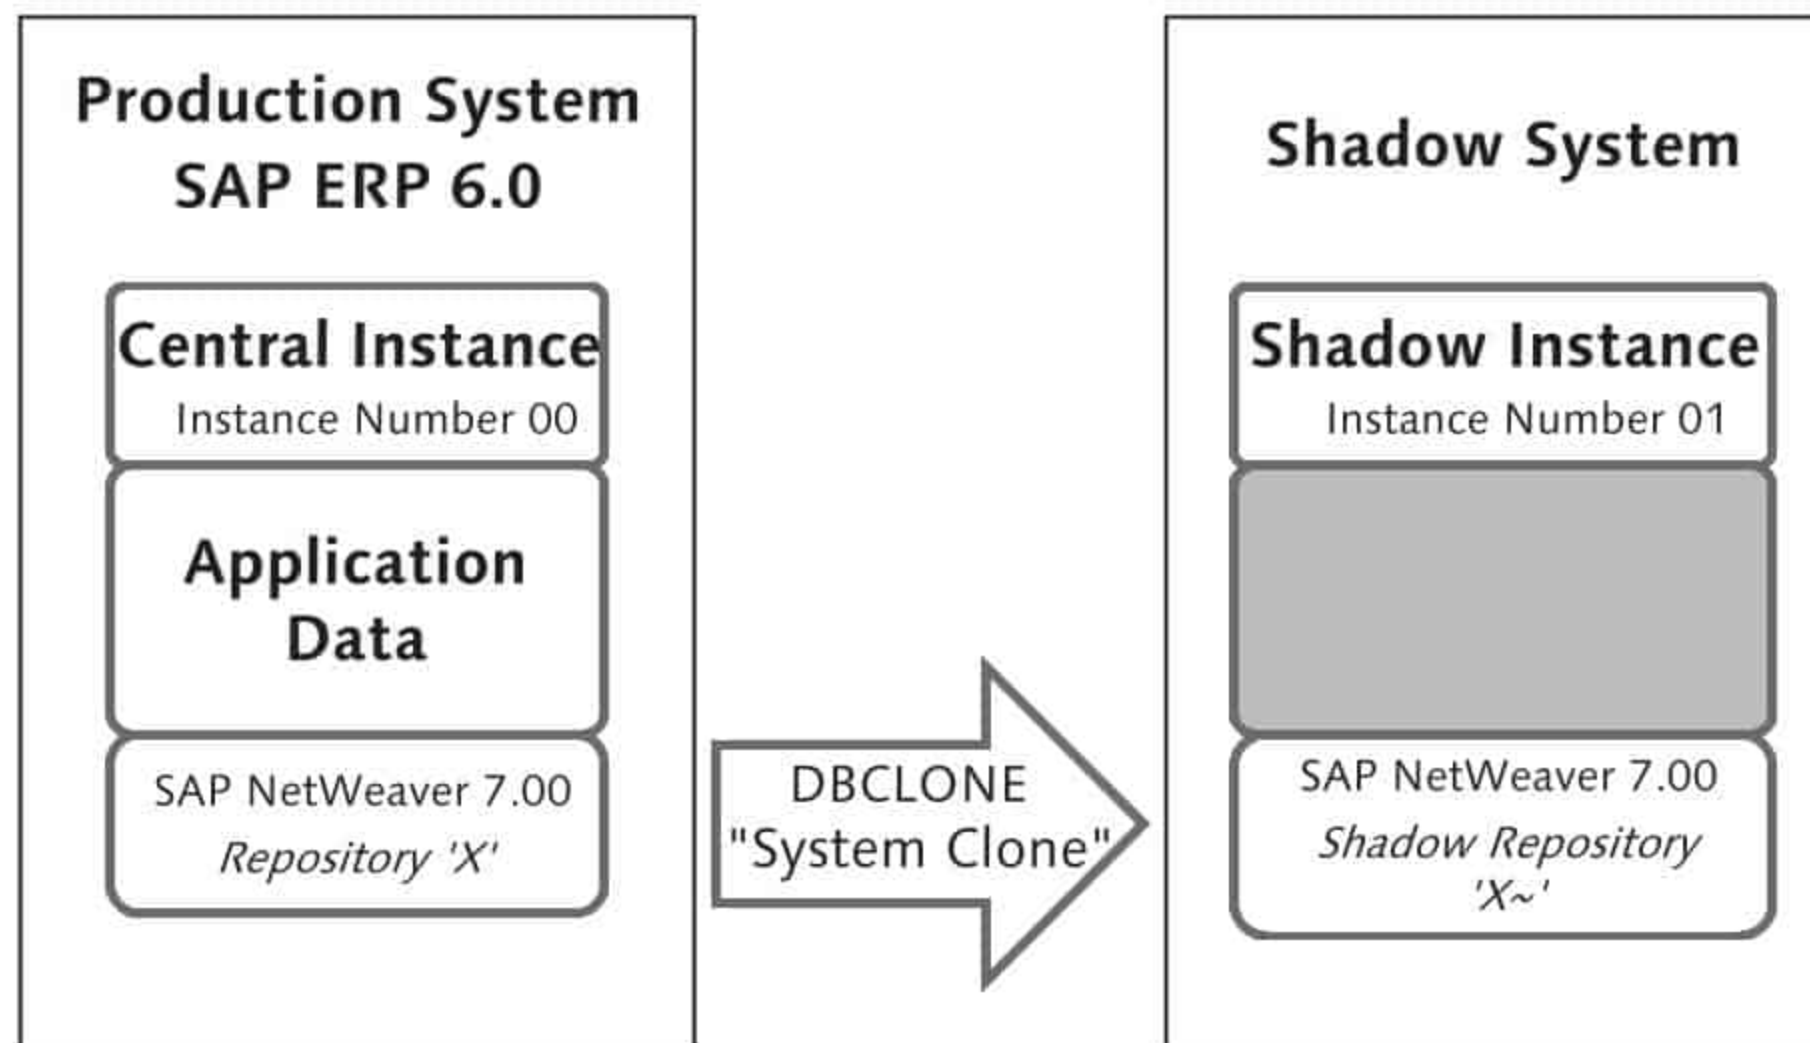 Production System
SAP ERP 6.0
Central Instance
Instance Number 00
Application
Data
SAP NetWeaver 7.00
Repository 'X'
DBCLONE
"System Clone"
Shadow System
Shadow Instance
Instance Number 01
SAP NetWeaver 7.00
Shadow Repository
'X~'